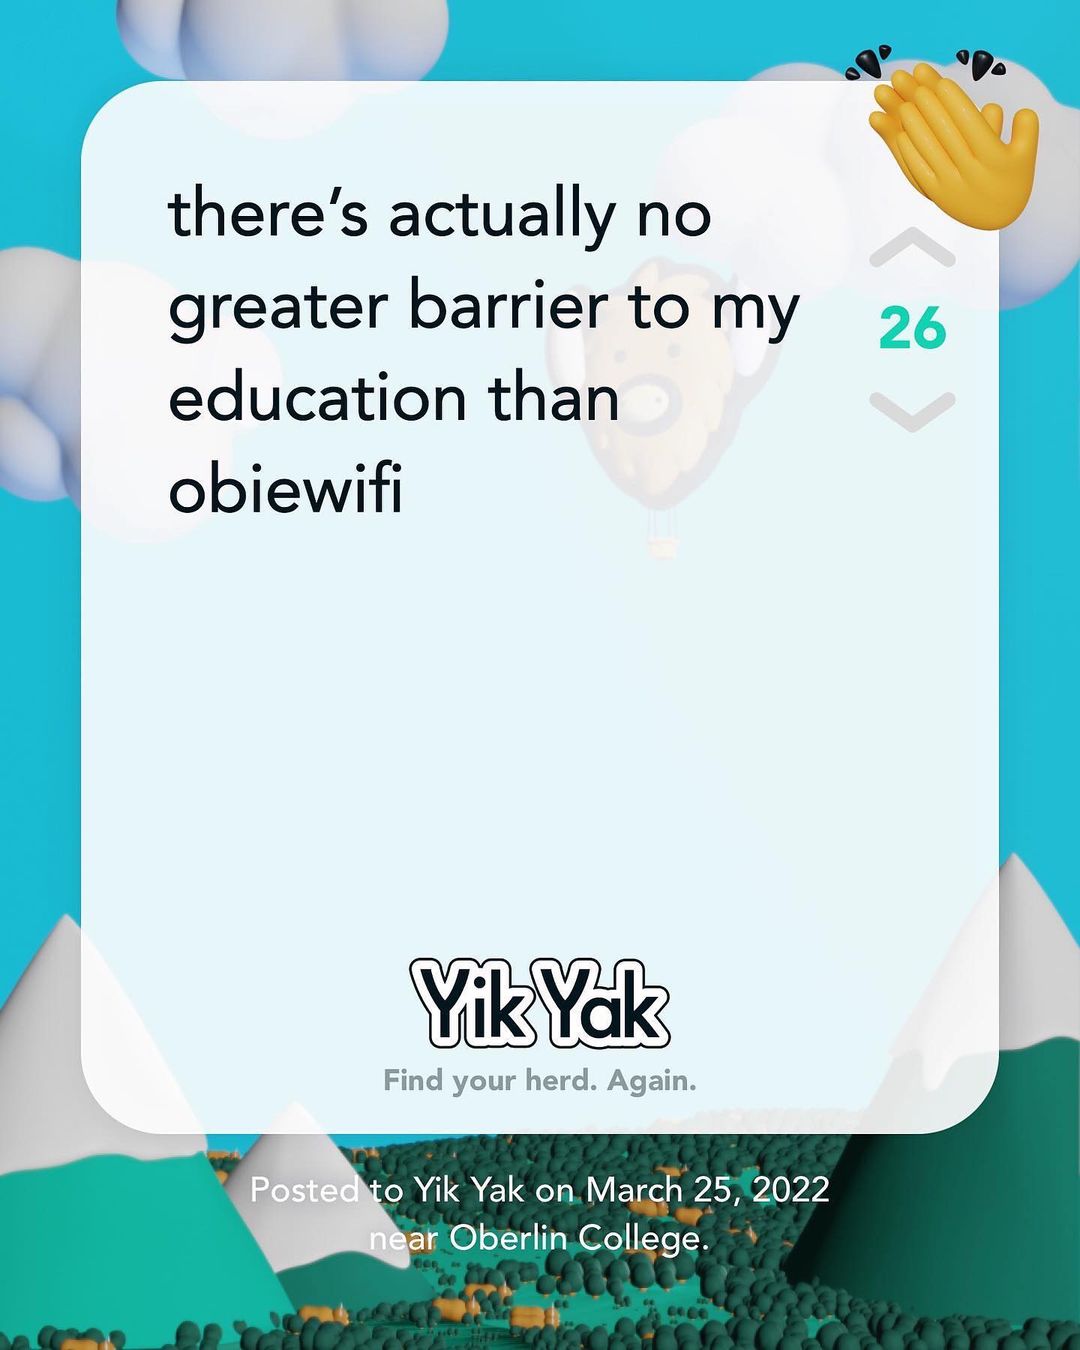 there’s actually no
greater barrier to my
education than
obiewifi
26
Yik Yak
Find your herd. Again.
Posted to Yik Yak on March 25, 2022
near Oberlin College.